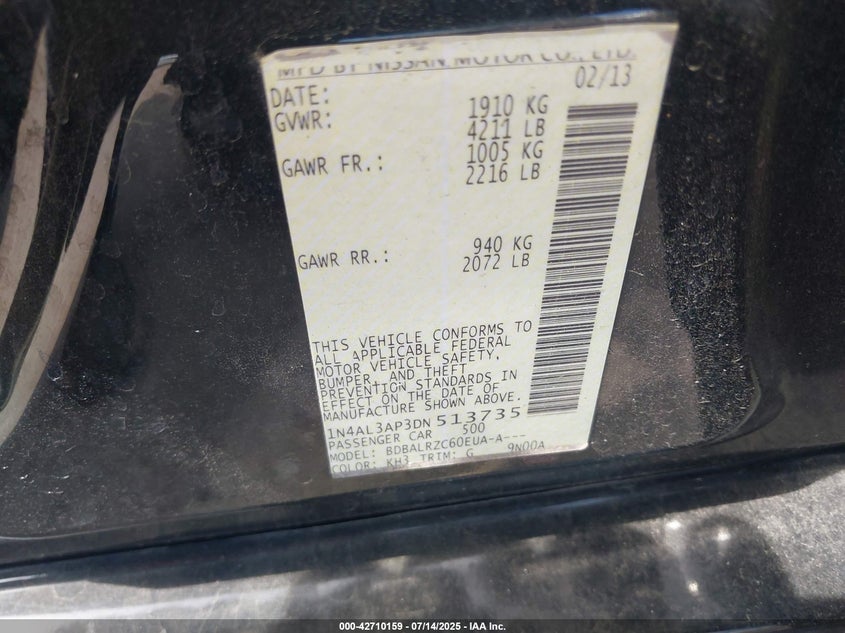 MFD BY NISSAN MOTOR CO., LTD.
DATE: 02/13
GVWR: 1910 KG
4211 LB
GAWR FR.: 1005 KG
2216 LB
GAWR RR.: 940 KG
2072 LB
THIS VEHICLE CONFORMS TO
ALL APPLICABLE FEDERAL
MOTOR VEHICLE SAFETY,
BUMPER, AND THEFT
PREVENTION STANDARDS IN
EFFECT ON THE DATE OF
MANUFACTURE SHOWN ABOVE.
1N4AL3AP3DN 513735
PASSENGER CAR 500
MODEL: BDBALRZC60EUA-A---
COLOR: KH3 TRIM: G 9N00A
000-42710159 - 07/14/2025 - IAA Inc.